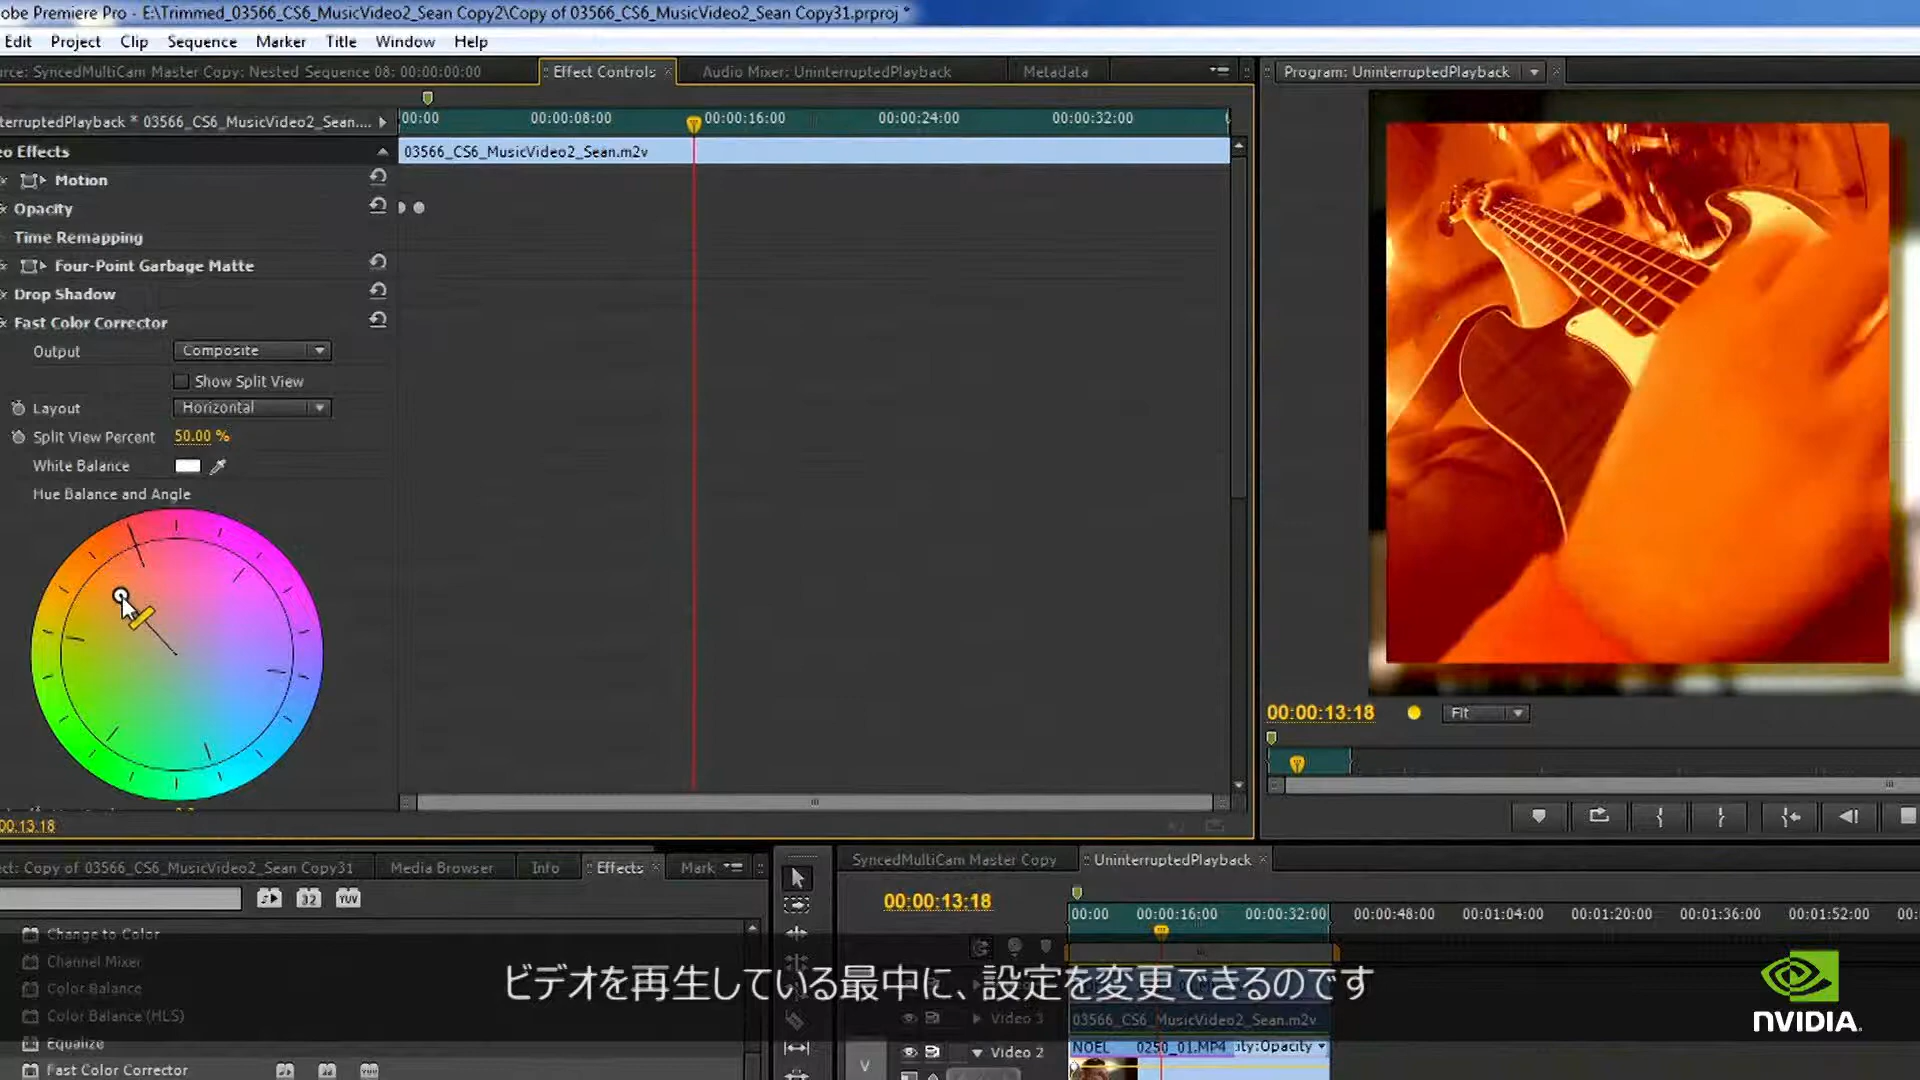 obe Premiere Pro - E:\Trimmed_03566_CS6_MusicVideo2_Sean Copy2\Copy of 03566_CS6_MusicVideo2_Sean Copy31.prproj *
Edit Project Clip Sequence Marker Title Window Help
rce: SyncedMultiCam Master Copy: Nested Sequence 08: 00:00:00:00
Effect Controls
Audio Mixer: UninterruptedPlayback
Metadata
Program: UninterruptedPlayback
terruptedPlayback * 03566_CS6_MusicVideo2_Sean....
00:00 00:00:08:00 00:00:16:00 00:00:24:00 00:00:32:00
eo Effects
03566_CS6_MusicVideo2_Sean.m2v
Motion
Opacity
Time Remapping
Four-Point Garbage Matte
Drop Shadow
Fast Color Corrector
Output Composite
Show Split View
Layout Horizontal
Split View Percent 50.00 %
White Balance
Hue Balance and Angle
00:00:13:18 Fit
00:13:18
ect: Copy of 03566_CS6_MusicVideo2_Sean Copy31
Media Browser
Info
Effects
Mark
SyncedMultiCam Master Copy
UninterruptedPlayback
32 YUV
00:00:13:18
00:00 00:00:16:00 00:00:32:00 00:00:48:00 00:01:04:00 00:01:20:00 00:01:36:00 00:01:52:00 00:
Change to Color
Channel Mixer
Color Balance
Color Balance (HLS)
Equalize
Fast Color Corrector
ビデオを再生している最中に、設定を変更できるのです
Video 3
03566_CS6_MusicVideo2_Sean.m2v
V
Video 2
NOEL 0250_01.MP4 ity:Opacity
NVIDIA.